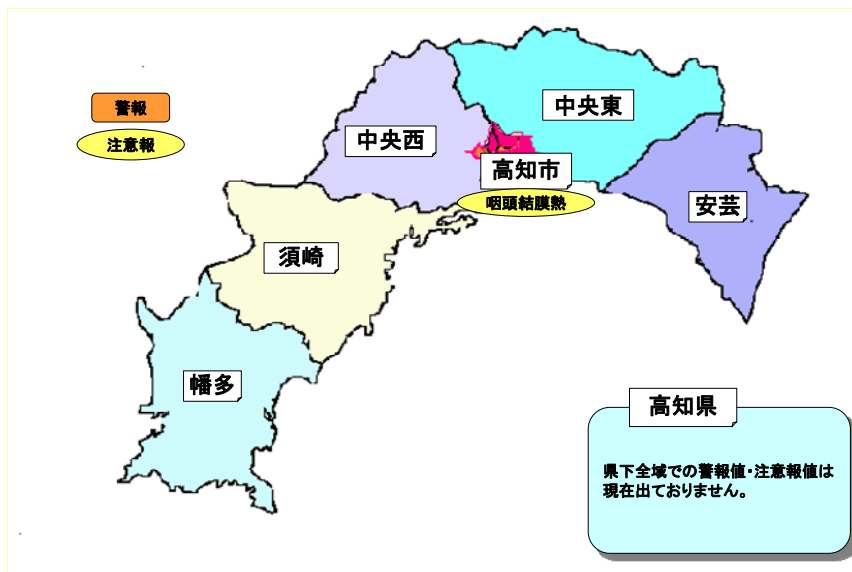 警報
注意報
中央東
中央西
高知市
咽頭結膜熱
安芸
須崎
幡多
高知県
県下全域での警報値・注意報値は
現在出ておりません。